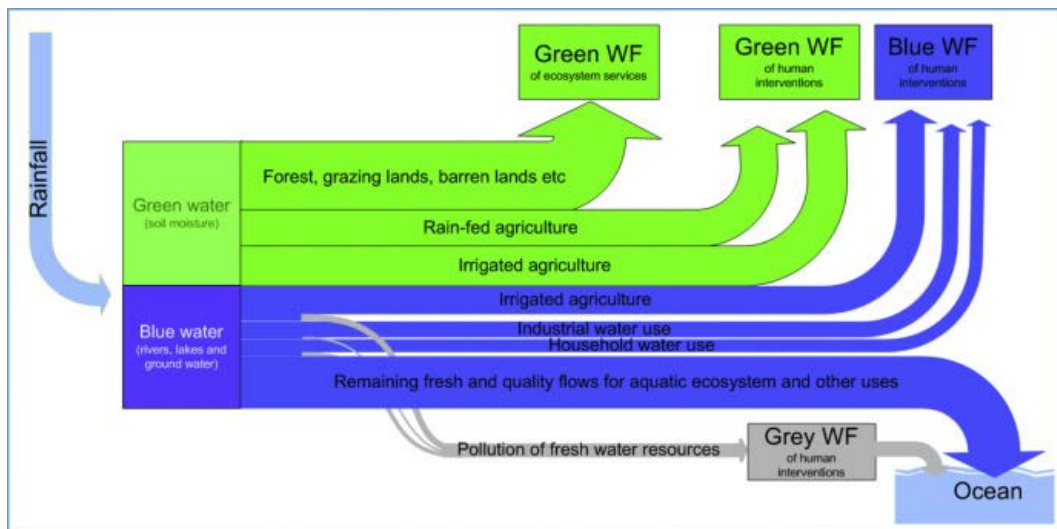 Rainfall
Green WF
of ecosystem services
Green WF
of human
interventions
Blue WF
of human
interventions
Green water
(soil moisture)
Forest, grazing lands, barren lands etc
Rain-fed agriculture
Irrigated agriculture
Blue water
(rivers, lakes and
ground water)
Irrigated agriculture
Industrial water use
Household water use
Remaining fresh and quality flows for aquatic ecosystem and other uses
Pollution of fresh water resources
Grey WF
of human
interventions
Ocean